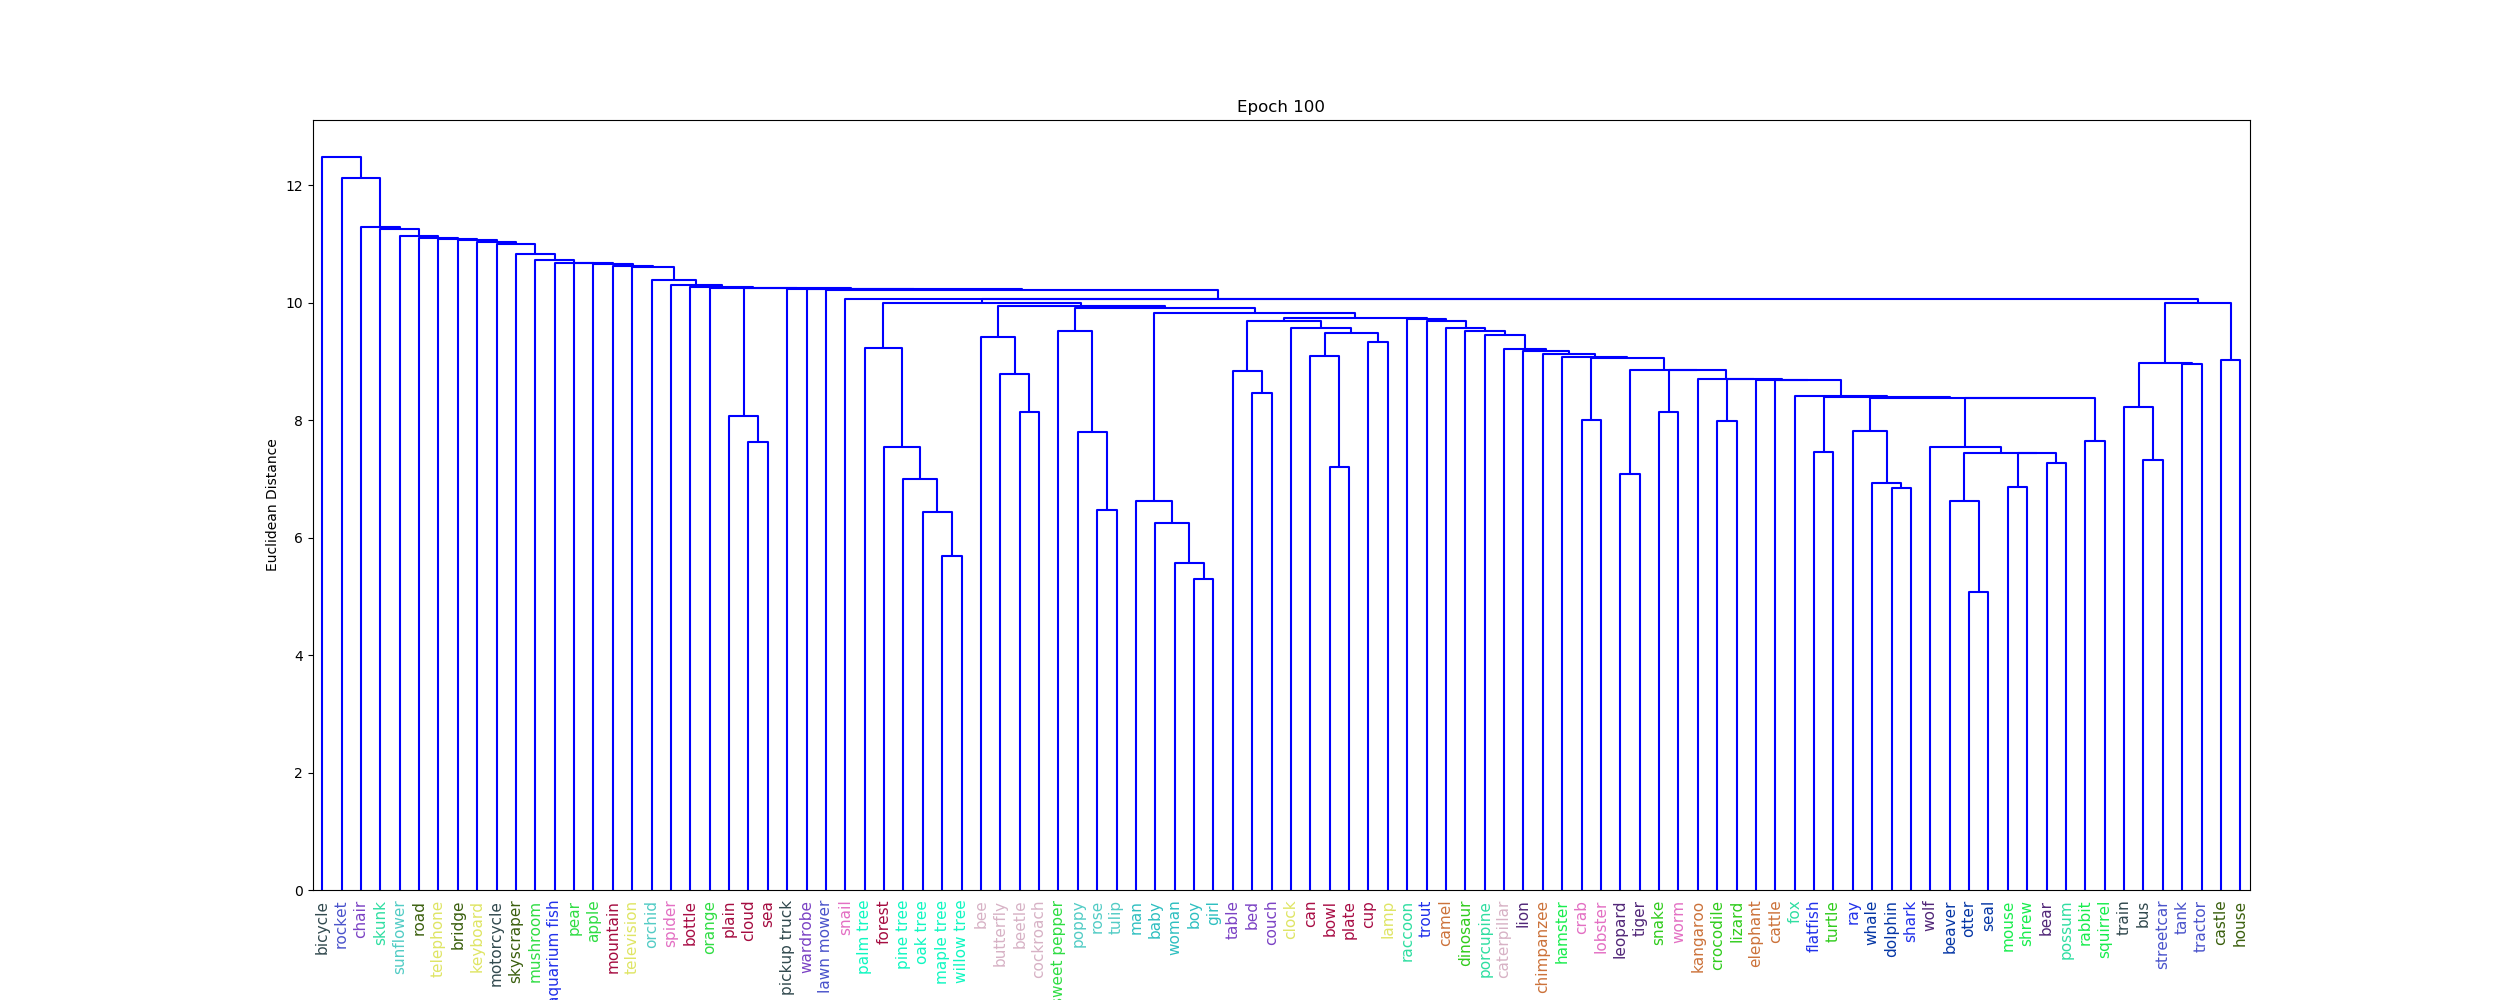 Epoch 100
Euclidean Distance
12
10
8
6
4
2
0
bicycle
rocket
chair
skunk
sunflower
road
telephone
bridge
keyboard
motorcycle
skyscraper
mushroom
aquarium fish
pear
apple
mountain
television
orchid
spider
bottle
orange
plain
cloud
sea
pickup truck
wardrobe
lawn mower
snail
palm tree
forest
pine tree
oak tree
maple tree
willow tree
bee
butterfly
beetle
cockroach
sweet pepper
poppy
rose
tulip
man
baby
woman
boy
girl
table
bed
couch
clock
can
bowl
plate
cup
lamp
raccoon
trout
camel
dinosaur
porcupine
caterpillar
lion
chimpanzee
hamster
crab
lobster
leopard
tiger
snake
worm
kangaroo
crocodile
lizard
elephant
cattle
fox
flatfish
turtle
ray
whale
dolphin
shark
wolf
beaver
otter
seal
mouse
shrew
bear
possum
rabbit
squirrel
train
bus
streetcar
tank
tractor
castle
house